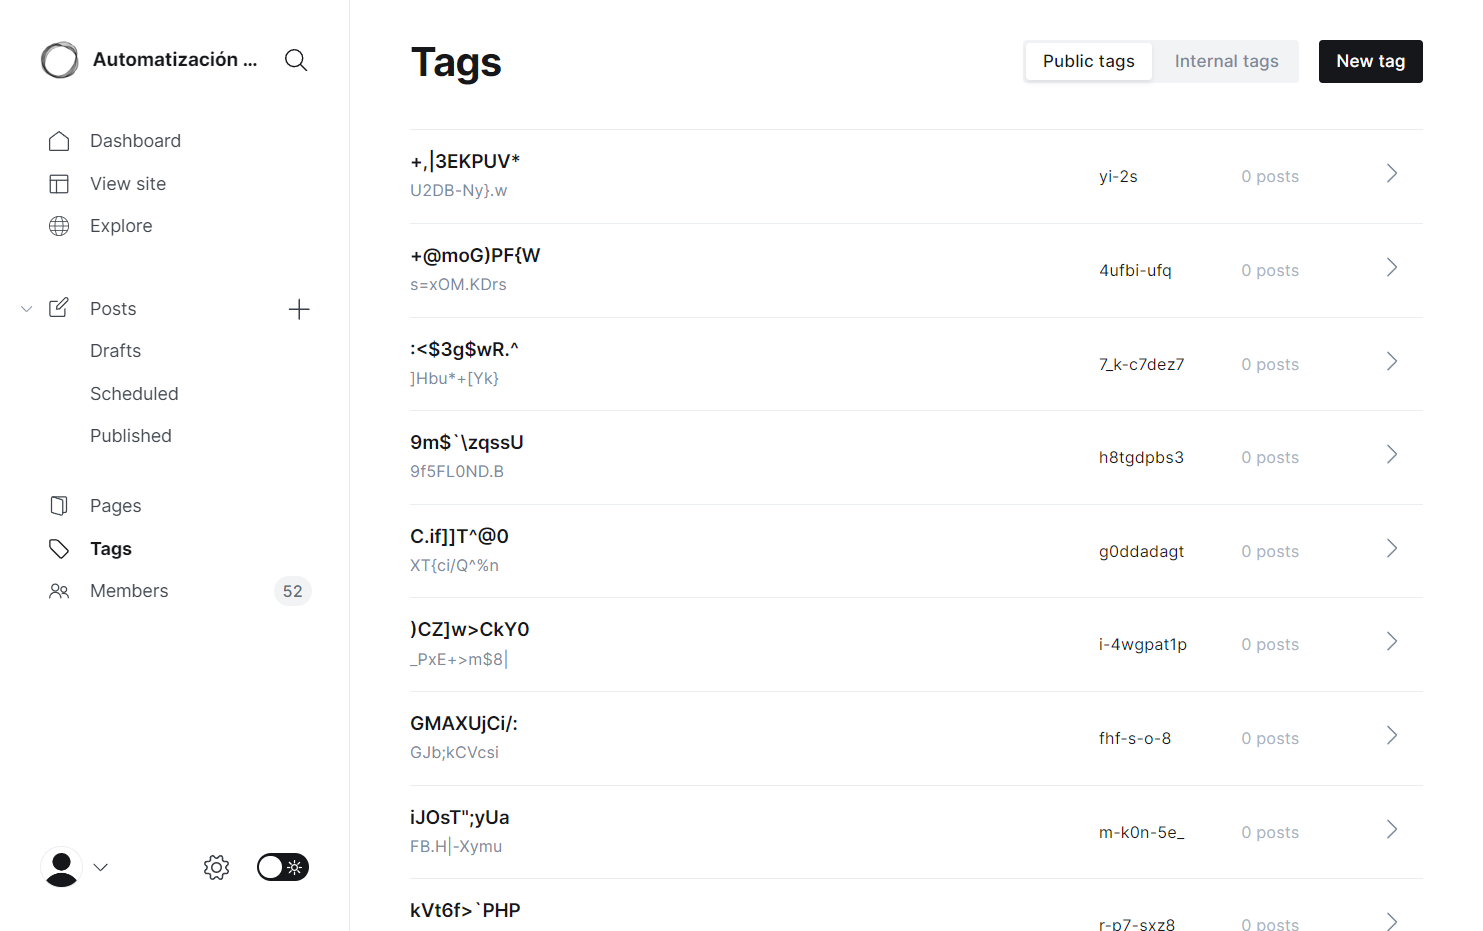 Automatización ...
Dashboard
View site
Explore
Posts
Drafts
Scheduled
Published
Pages
Tags
Members
52
Tags
Public tags
Internal tags
New tag
+,|3EKPUV*
U2DB-Ny}.w
yi-2s
0 posts
+@moG)PF{W
s=xOM.KDrs
4ufbi-ufq
0 posts
:<$3g$wR.^
]Hbu*+[Yk}
7_k-c7dez7
0 posts
9m$`\zqssU
9f5FL0ND.B
h8tgdpbs3
0 posts
C.if]]T^@0
XT{ci/Q^%n
g0ddadagt
0 posts
)CZ]w>CkY0
_PxE+>m$8|
i-4wgpat1p
0 posts
GMAXUjCi/:
GJb;kCVcsi
fhf-s-o-8
0 posts
iJOsT";yUa
FB.H|-Xymu
m-k0n-5e_
0 posts
kVt6f>`PHP
r-p7-sxz8
0 posts